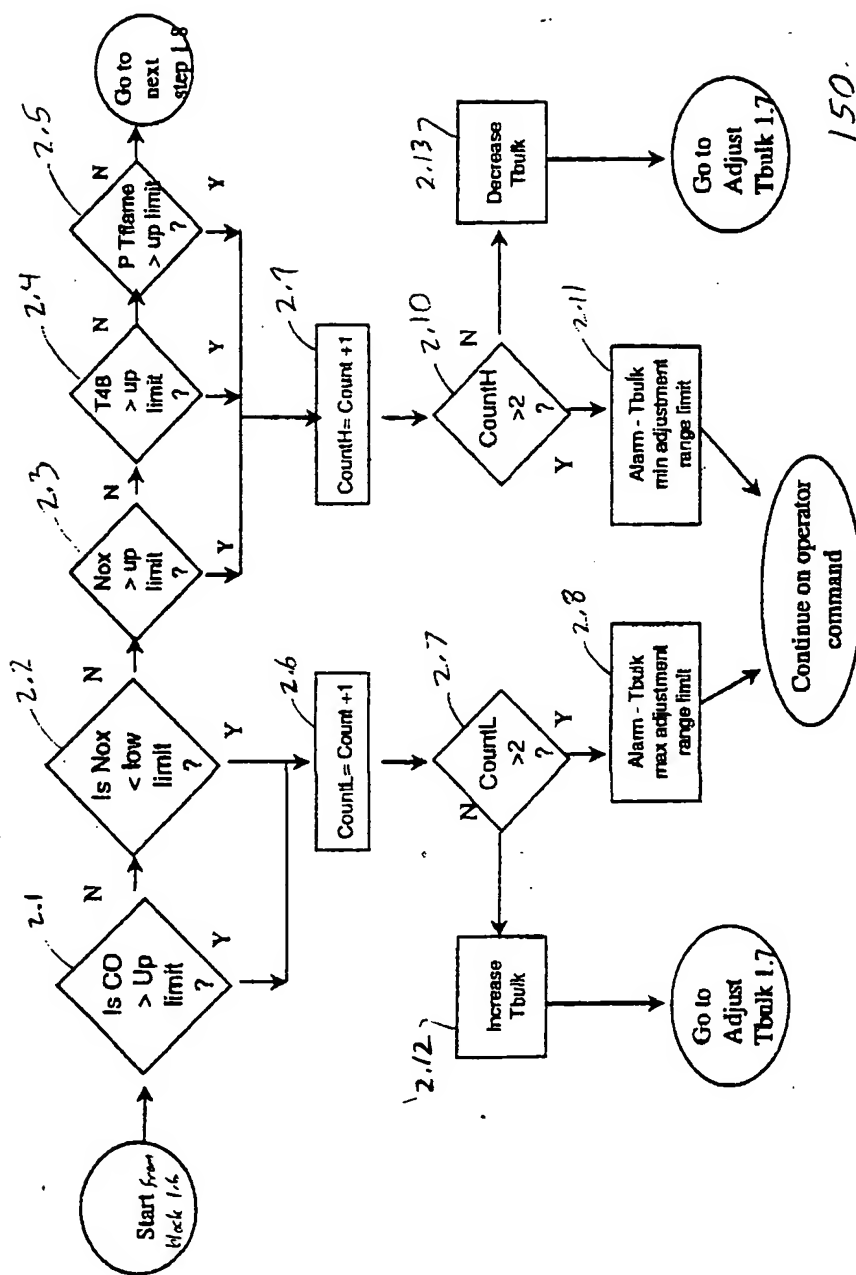 Start from
block 1.6
2.1
Is CO
> Up
limit
?
N
Y
2.2
Is Nox
< low
limit
?
N
Y
2.3
Nox
> up
limit
?
N
Y
2.4
T4B
> up
limit
?
N
Y
2.5
P Tflame
> up limit
?
N
Y
Go to
next
step 1.8
2.6
CountL= Count +1
2.7
CountH= Count +1
2.7
CountL
>2
?
N
Y
2.10
CountH
>2
?
N
Y
2.12
Increase
Tbulk
2.8
Alarm - Tbulk
max adjustment
range limit
2.11
Alarm - Tbulk
min adjustment
range limit
2.13
Decrease
Tbulk
Go to
Adjust
Tbulk 1.7
Continue on operator
command
Go to
Adjust
Tbulk 1.7
150.